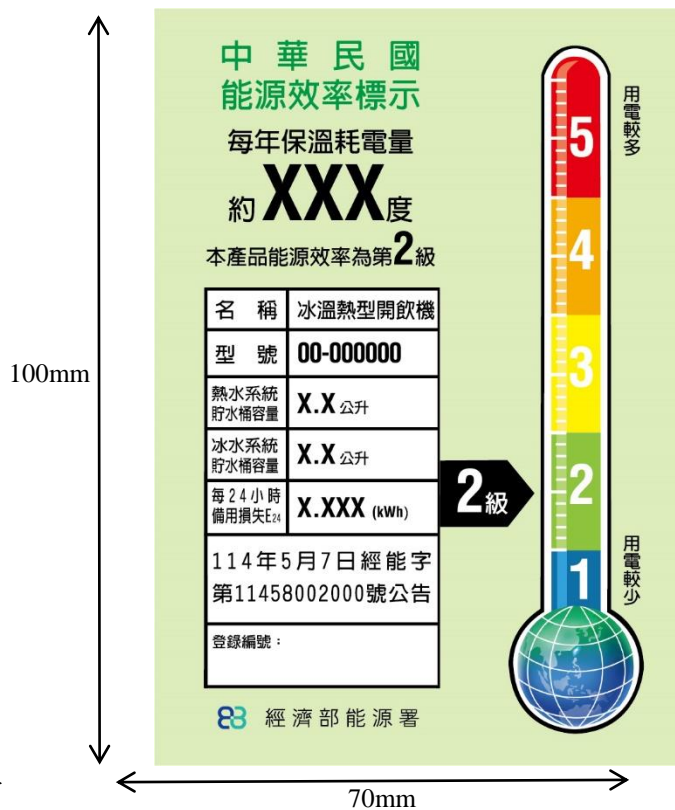 中華民國
能源效率標示
每年保溫耗電量
約XXX度
本產品能源效率為第2級
名稱 冰溫熱型開飲機
型號 00-000000
熱水系統
貯水桶容量 X.X公升
冰水系統
貯水桶容量 X.X公升
每24小時
備用損失E24 X.XXX (kWh)
114年5月7日經能字
第11458002000號公告
登錄編號：
經濟部能源署
2級
用電較多
5
4
3
2
1
用電較少
100mm
70mm